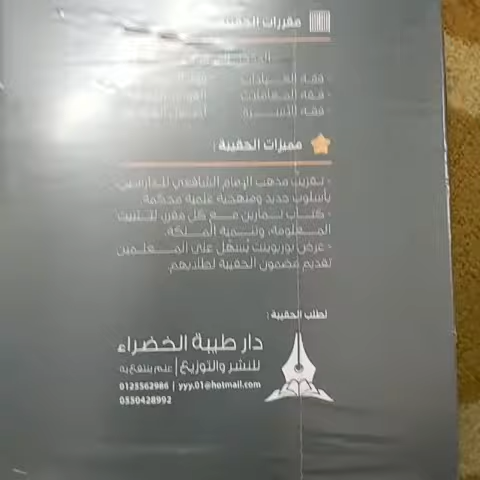 مقررات الحقيبة
- فقه العبادات
- فقه المعاملات
- فقه الأسرة
مميزات الحقيبة :
- تقريب مذهب الإمام الشافعي للدارسين
بأسلوب جديد ومنهجية علمية محكمة.
- كتاب تمارين مع كل مقرر لتثبيت
المعلومة، وتنمية الملكة.
- عرض بوربوينت يُسهّل على المعلمين
تقديم مضمون الحقيبة لطلابهم.
لطلب الحقيبة :
دار طيبة الخضراء
للنشر والتوزيع | علم ينتفع به
0125562986 | yyy.01@hotmail.com
0550428992